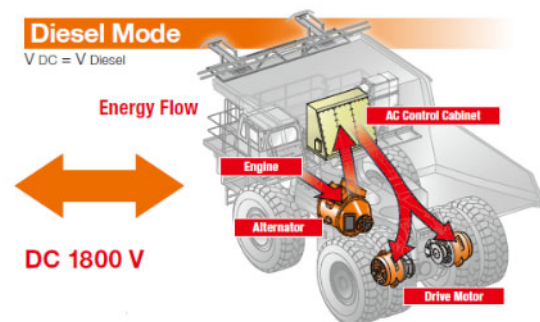 Diesel Mode
V DC = V Diesel
Energy Flow
AC Control Cabinet
Engine
Alternator
DC 1800 V
Drive Motor